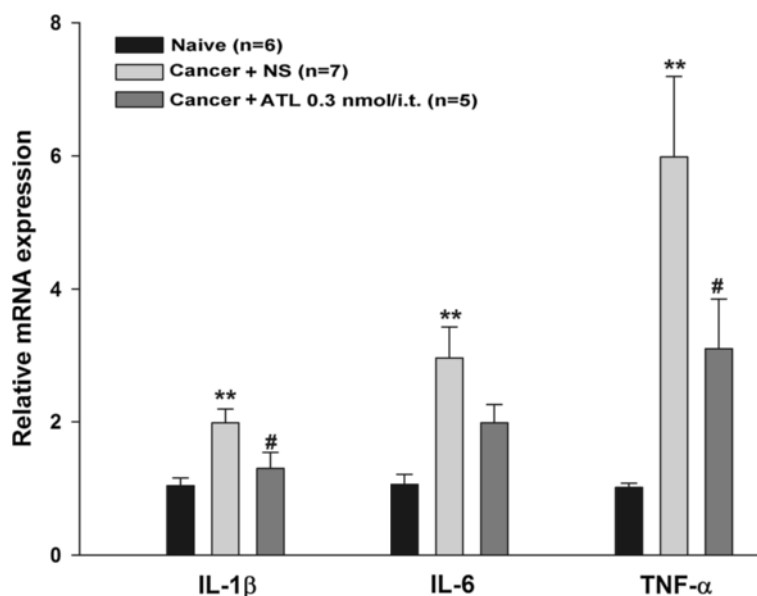 8
Naive (n=6)
Cancer + NS (n=7)
Cancer + ATL 0.3 nmol/i.t. (n=5)
6
4
2
0
Relative mRNA expression
**
#
**
**
#
IL-1β
IL-6
TNF-α